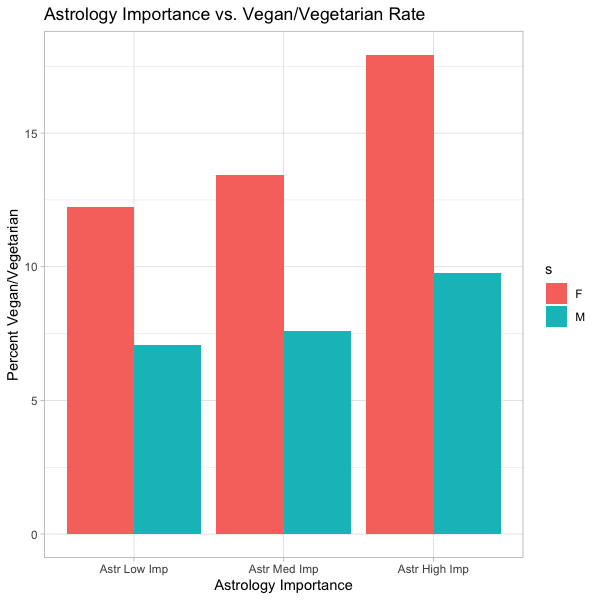 Astrology Importance vs. Vegan/Vegetarian Rate
Percent Vegan/Vegetarian
15
10
5
0
Astr Low Imp
Astr Med Imp
Astr High Imp
Astrology Importance
s
F
M